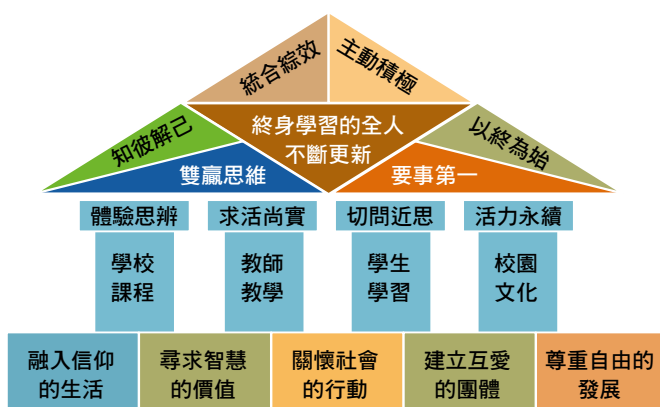 統合綜效
主動積極
知彼解己
終身學習的全人
不斷更新
以終為始
雙贏思維
要事第一
體驗思辨
求活尚實
切問近思
活力永續
學校
課程
教師
教學
學生
學習
校園
文化
融入信仰
的生活
尋求智慧
的價值
關懷社會
的行動
建立互愛
的團體
尊重自由的
發展